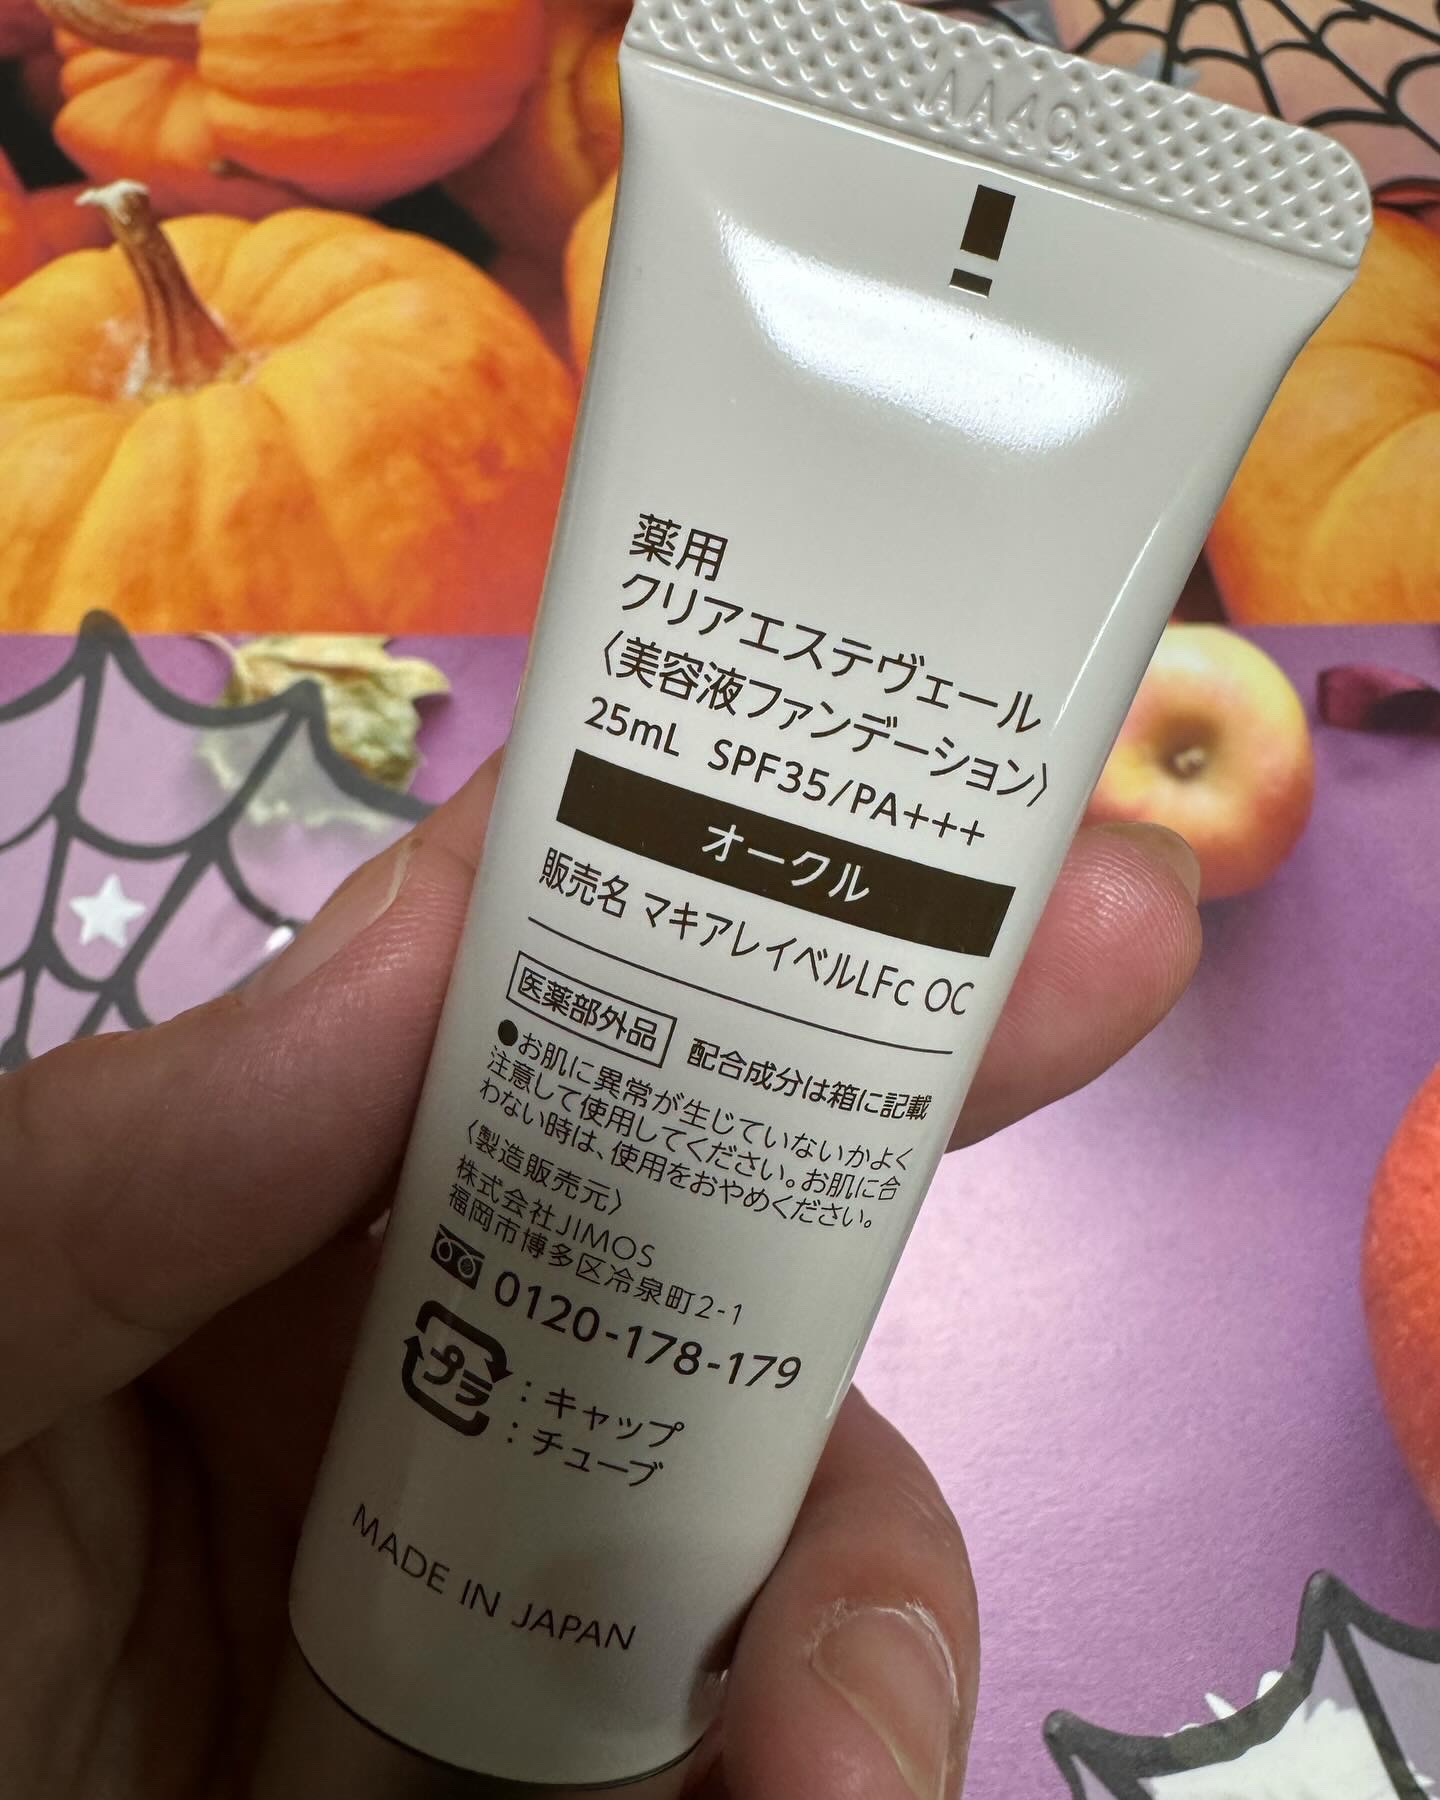 AA4C
薬用
クリアエステヴェール
〈美容液ファンデーション〉
25mL SPF35/PA+++
オークル
販売名 マキアレイベルLFc OC
医薬部外品 配合成分は箱に記載
●お肌に異常が生じていないかよく
注意して使用してください。お肌に合
わない時は、使用をおやめください。
〈製造販売元〉
株式会社JIMOS
福岡市博多区冷泉町2-1
0120-178-179
プラ
：キャップ
：チューブ
MADE IN JAPAN